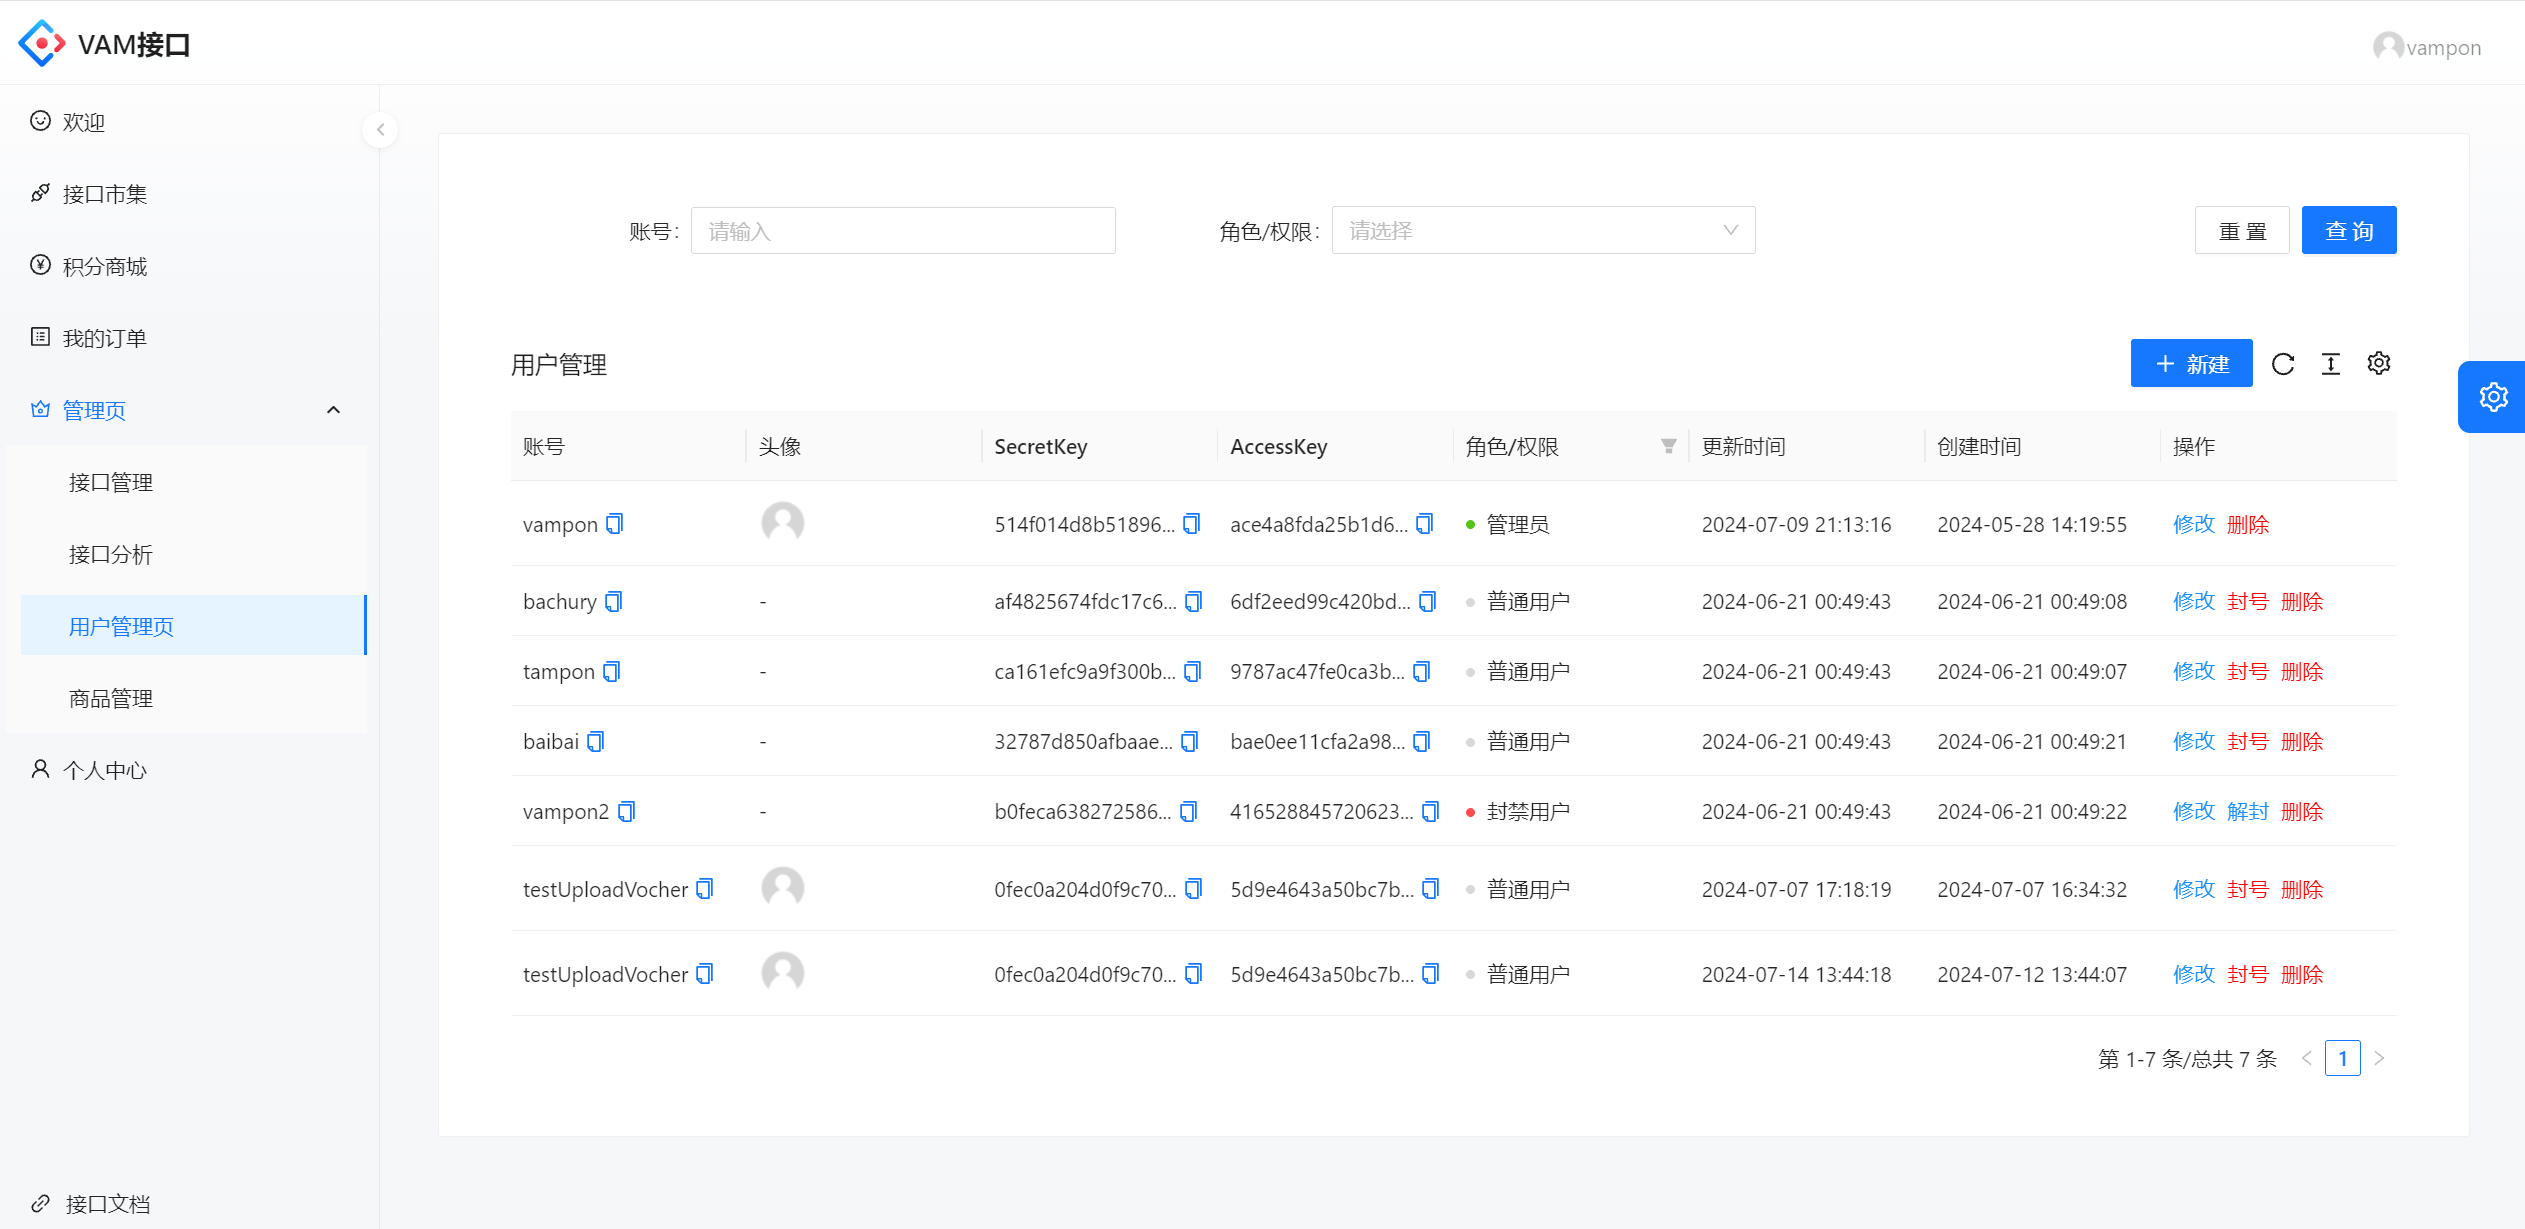 VAM接口
vampon
欢迎
接口市集
积分商城
我的订单
管理页
接口管理
接口分析
用户管理页
商品管理
个人中心
接口文档
账号: 请输入 角色/权限: 请选择 重 置 查 询
用户管理 新建
账号 头像 SecretKey AccessKey 角色/权限 更新时间 创建时间 操作
vampon 514f014d8b51896... ace4a8fda25b1d6... 管理员 2024-07-09 21:13:16 2024-05-28 14:19:55 修改 删除
bachury - af4825674fdc17c6... 6df2eed99c420bd... 普通用户 2024-06-21 00:49:43 2024-06-21 00:49:08 修改 封号 删除
tampon - ca161efc9a9f300b... 9787ac47fe0ca3b... 普通用户 2024-06-21 00:49:43 2024-06-21 00:49:07 修改 封号 删除
baibai - 32787d850afbaae... bae0ee11cfa2a98... 普通用户 2024-06-21 00:49:43 2024-06-21 00:49:21 修改 封号 删除
vampon2 - b0feca638272586... 416528845720623... 封禁用户 2024-06-21 00:49:43 2024-06-21 00:49:22 修改 解封 删除
testUploadVocher 0fec0a204d0f9c70... 5d9e4643a50bc7b... 普通用户 2024-07-07 17:18:19 2024-07-07 16:34:32 修改 封号 删除
testUploadVocher 0fec0a204d0f9c70... 5d9e4643a50bc7b... 普通用户 2024-07-14 13:44:18 2024-07-12 13:44:07 修改 封号 删除
第 1-7 条/总共 7 条 < 1 >